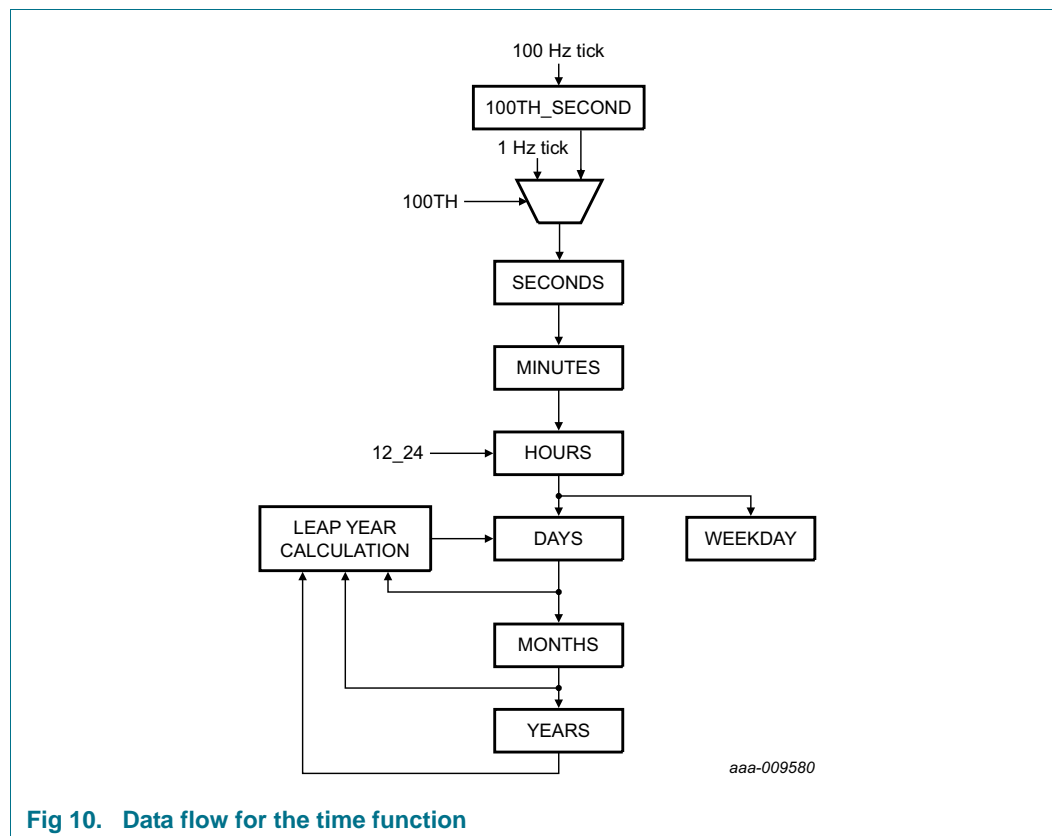 100 Hz tick
100TH_SECOND
1 Hz tick
100TH
SECONDS
MINUTES
12_24
HOURS
LEAP YEAR
CALCULATION
DAYS
WEEKDAY
MONTHS
YEARS
aaa-009580
Fig 10. Data flow for the time function